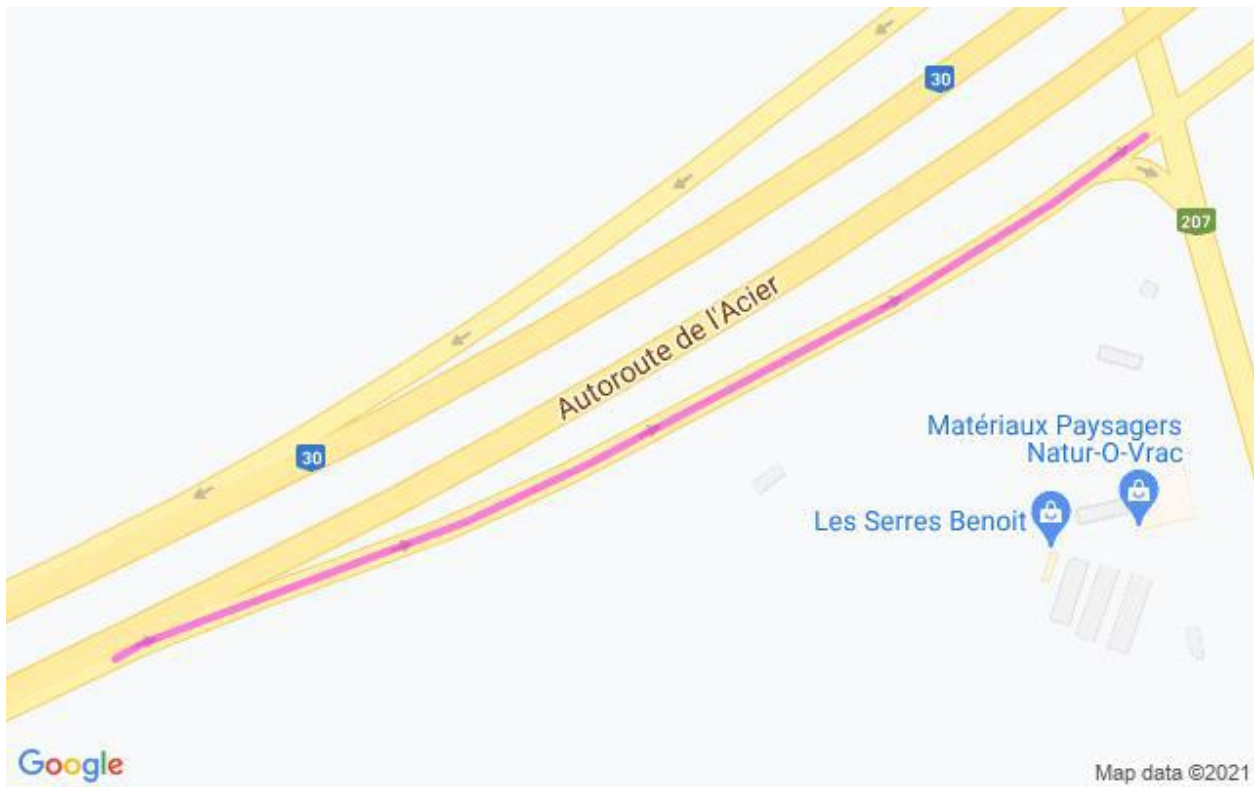 30
207
Autoroute de l'Acier
30
Matériaux Paysagers
Natur-O-Vrac
Les Serres Benoit
Google
Map data ©2021